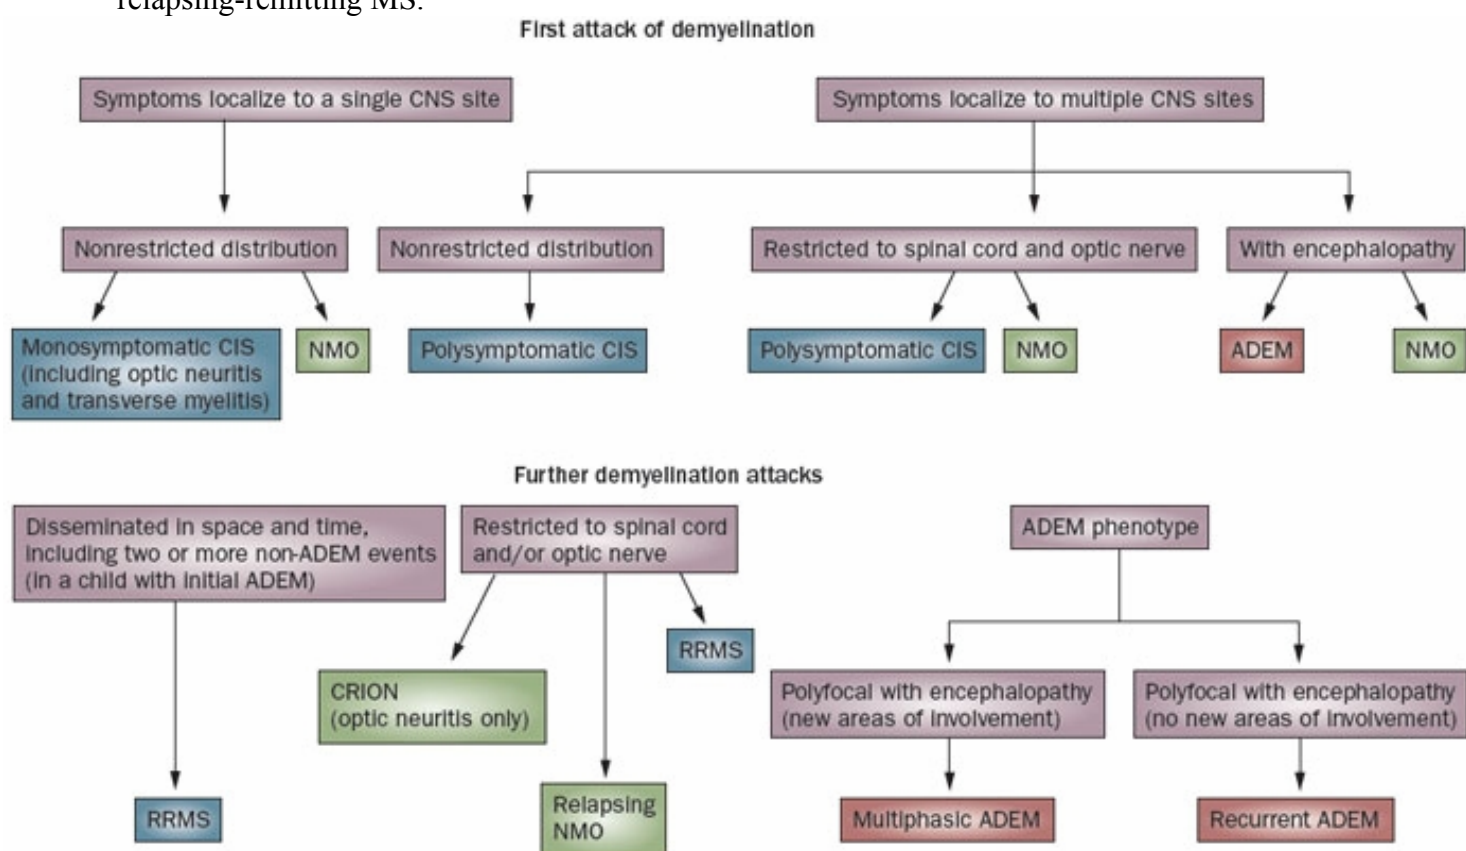 relapsing-remitting MS.
First attack of demyelination
Symptoms localize to a single CNS site
Symptoms localize to multiple CNS sites
Nonrestricted distribution
Nonrestricted distribution
Restricted to spinal cord and optic nerve
With encephalopathy
Monosymptomatic CIS
(including optic neuritis
and transverse myelitis)
NMO
Polysymptomatic CIS
Polysymptomatic CIS
NMO
ADEM
NMO
Further demyelination attacks
Disseminated in space and time,
including two or more non-ADEM events
(in a child with initial ADEM)
Restricted to spinal cord
and/or optic nerve
ADEM phenotype
RRMS
CRION
(optic neuritis only)
Polyfocal with encephalopathy
(new areas of involvement)
Polyfocal with encephalopathy
(no new areas of involvement)
RRMS
Relapsing
NMO
Multiphasic ADEM
Recurrent ADEM